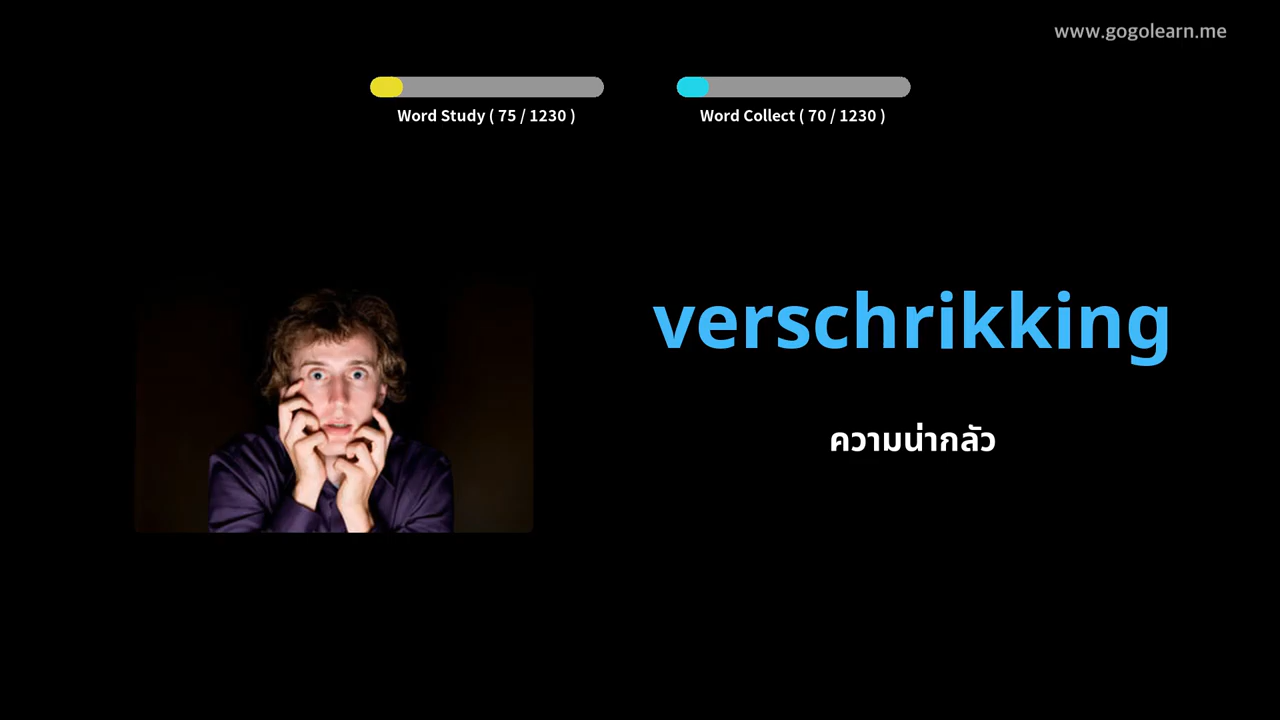 www.gogolearn.me
Word Study ( 75 / 1230 )
Word Collect ( 70 / 1230 )
verschrikking
ความน่ากลัว